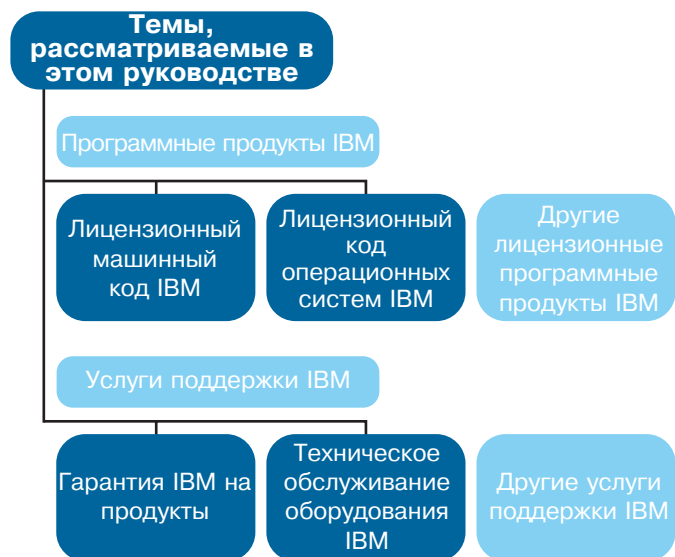 Темы,
рассматриваемые в
этом руководстве
Программные продукты IBM
Лицензионный
машинный
код IBM
Лицензионный
код
операционных
систем IBM
Другие
лицензионные
программные
продукты IBM
Услуги поддержки IBM
Гарантия IBM на
продукты
Техническое
обслуживание
оборудования
IBM
Другие услуги
поддержки IBM